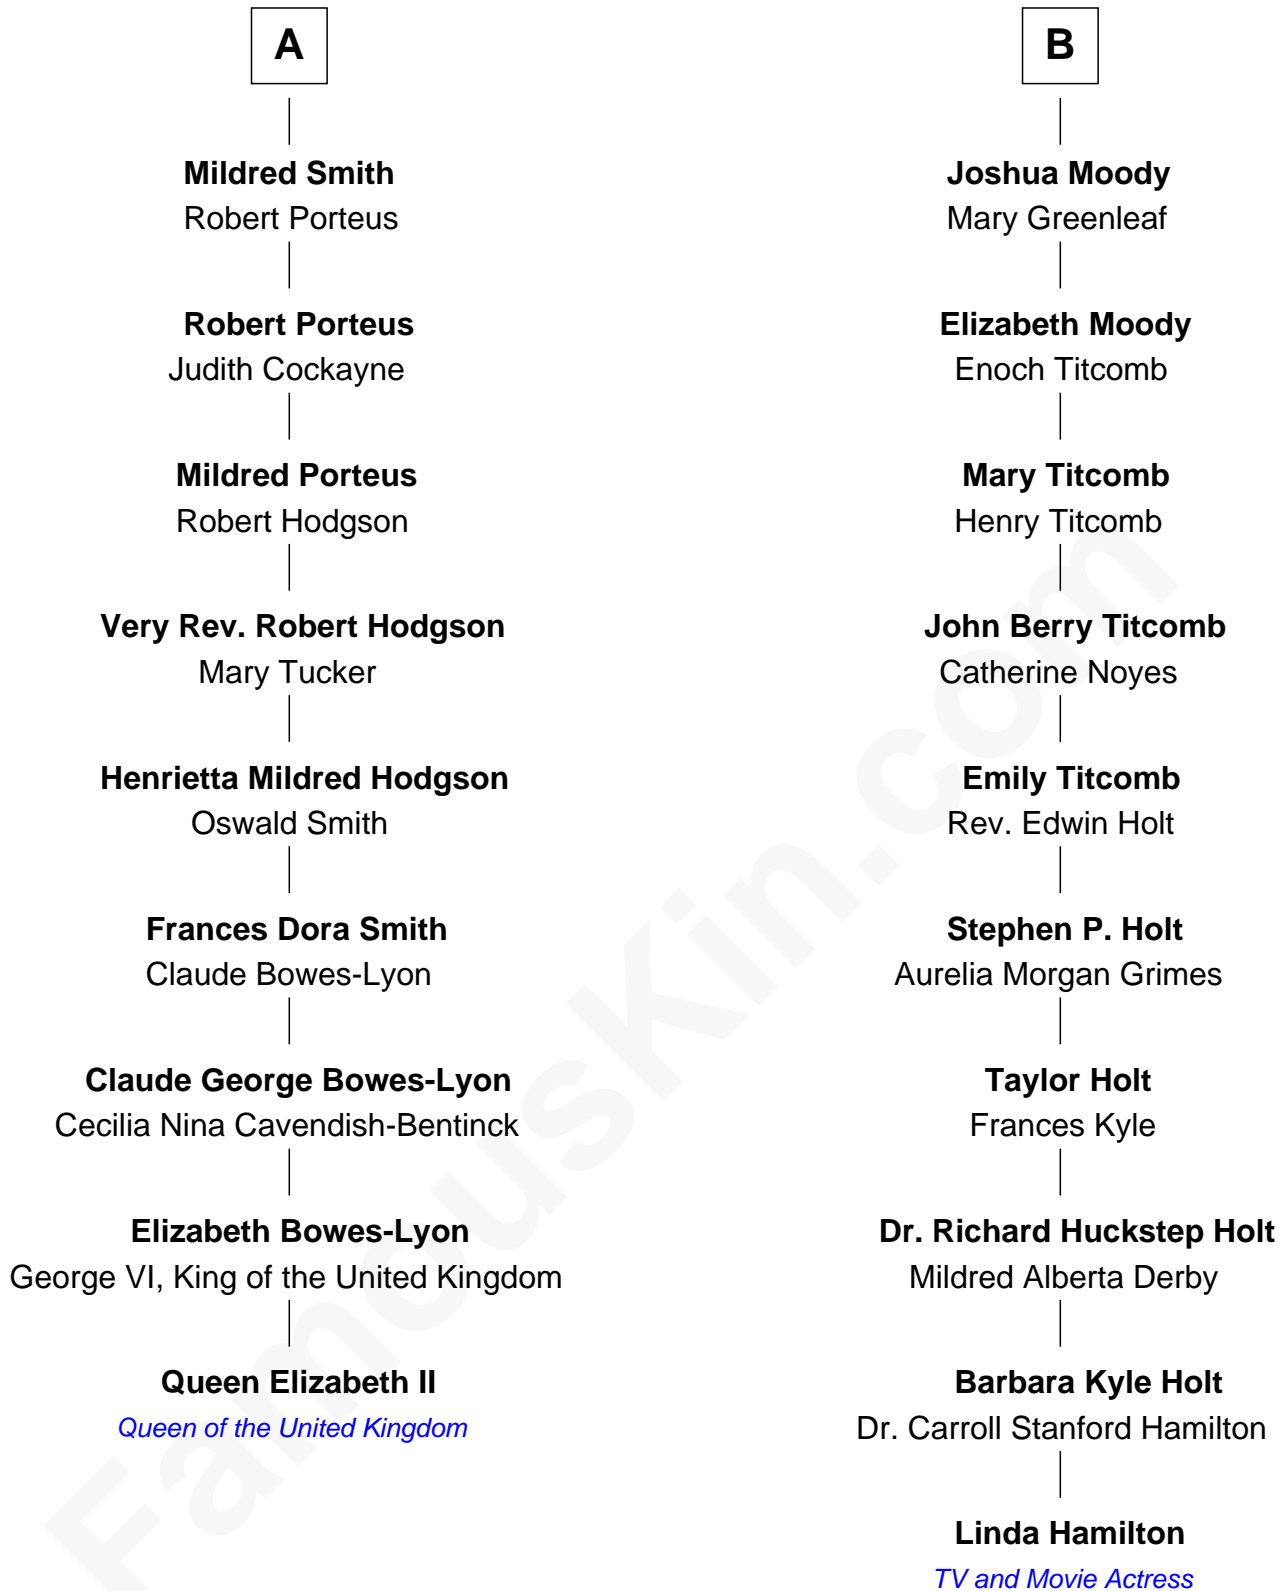 A
Mildred Smith
Robert Porteus
Robert Porteus
Judith Cockayne
Mildred Porteus
Robert Hodgson
Very Rev. Robert Hodgson
Mary Tucker
Henrietta Mildred Hodgson
Oswald Smith
Frances Dora Smith
Claude Bowes-Lyon
Claude George Bowes-Lyon
Cecilia Nina Cavendish-Bentinck
Elizabeth Bowes-Lyon
George VI, King of the United Kingdom
Queen Elizabeth II
Queen of the United Kingdom
B
Joshua Moody
Mary Greenleaf
Elizabeth Moody
Enoch Titcomb
Mary Titcomb
Henry Titcomb
John Berry Titcomb
Catherine Noyes
Emily Titcomb
Rev. Edwin Holt
Stephen P. Holt
Aurelia Morgan Grimes
Taylor Holt
Frances Kyle
Dr. Richard Huckstep Holt
Mildred Alberta Derby
Barbara Kyle Holt
Dr. Carroll Stanford Hamilton
Linda Hamilton
TV and Movie Actress
FamousKin.com